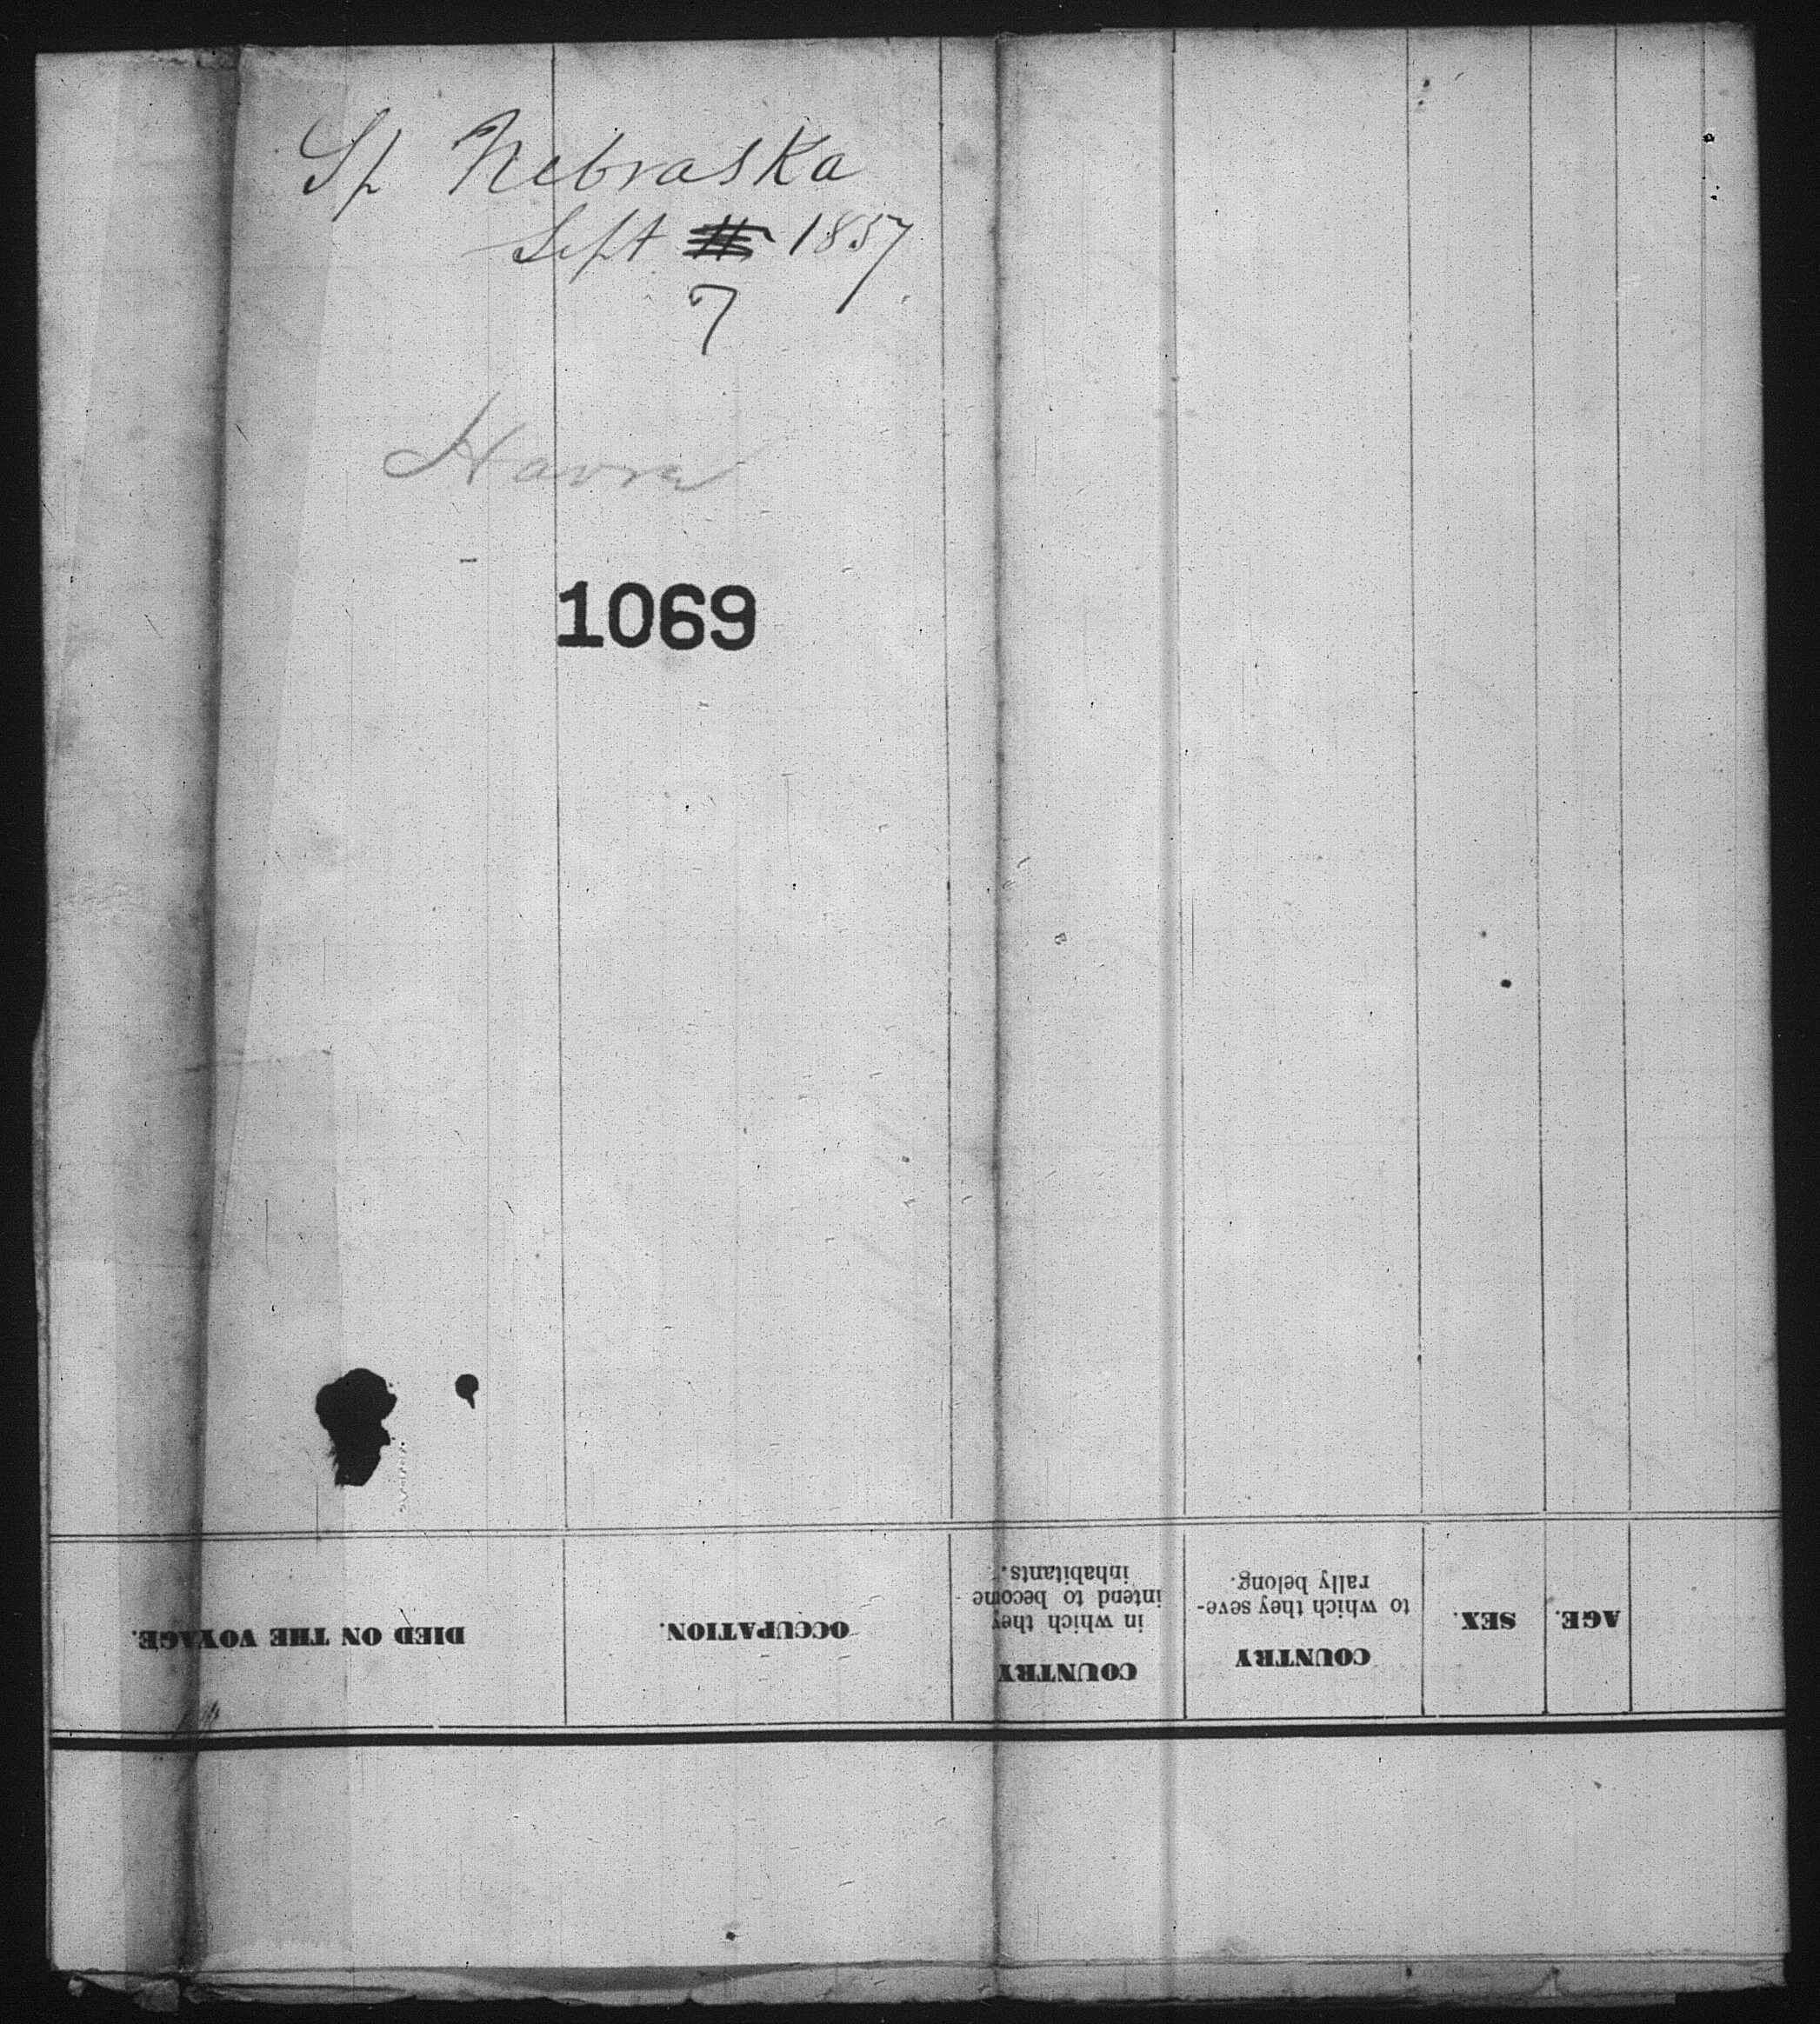 Sp Nebraska
Sept 1857
7
Havre
1069
AGE.
SEX.
COUNTRY
to which they seve-
rally belong.
COUNTRY
in which they
intend to become
inhabitants.
OCCUPATION.
DIED ON THE VOYAGE.